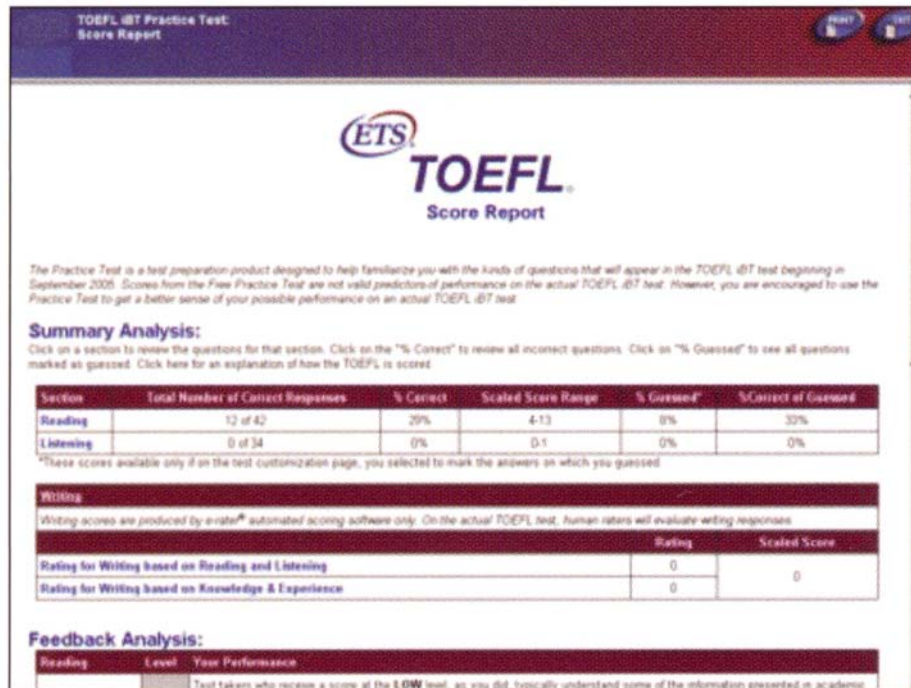 TOEFL iBT Practice Test:
Score Report
PRINT
EXIT
ETS
TOEFL
Score Report
The Practice Test is a test preparation product designed to help familiarize you with the kinds of questions that will appear in the TOEFL iBT test beginning in
September 2005. Scores from the Free Practice Test are not valid predictors of performance on the actual TOEFL iBT test. However, you are encouraged to use the
Practice Test to get a better sense of your possible performance on an actual TOEFL iBT test
Summary Analysis:
Click on a section to review the questions for that section. Click on the "% Correct" to review all incorrect questions. Click on "% Guessed" to see all questions
marked as guessed. Click here for an explanation of how the TOEFL is scored
Section Total Number of Correct Responses % Correct Scaled Score Range % Guessed* %Correct of Guessed
Reading 12 of 42 29% 4-13 8% 33%
Listening 0 of 34 0% 0-1 0% 0%
*These scores available only if on the test customization page, you selected to mark the answers on which you guessed
Writing
Writing scores are produced by e-rater® automated scoring software only. On the actual TOEFL test, human raters will evaluate writing responses.
Rating Scaled Score
Rating for Writing based on Reading and Listening 0 0
Rating for Writing based on Knowledge & Experience 0
Feedback Analysis:
Reading Level Your Performance
Test takers who receive a score at the LOW level, as you did, typically understand some of the information presented in academic